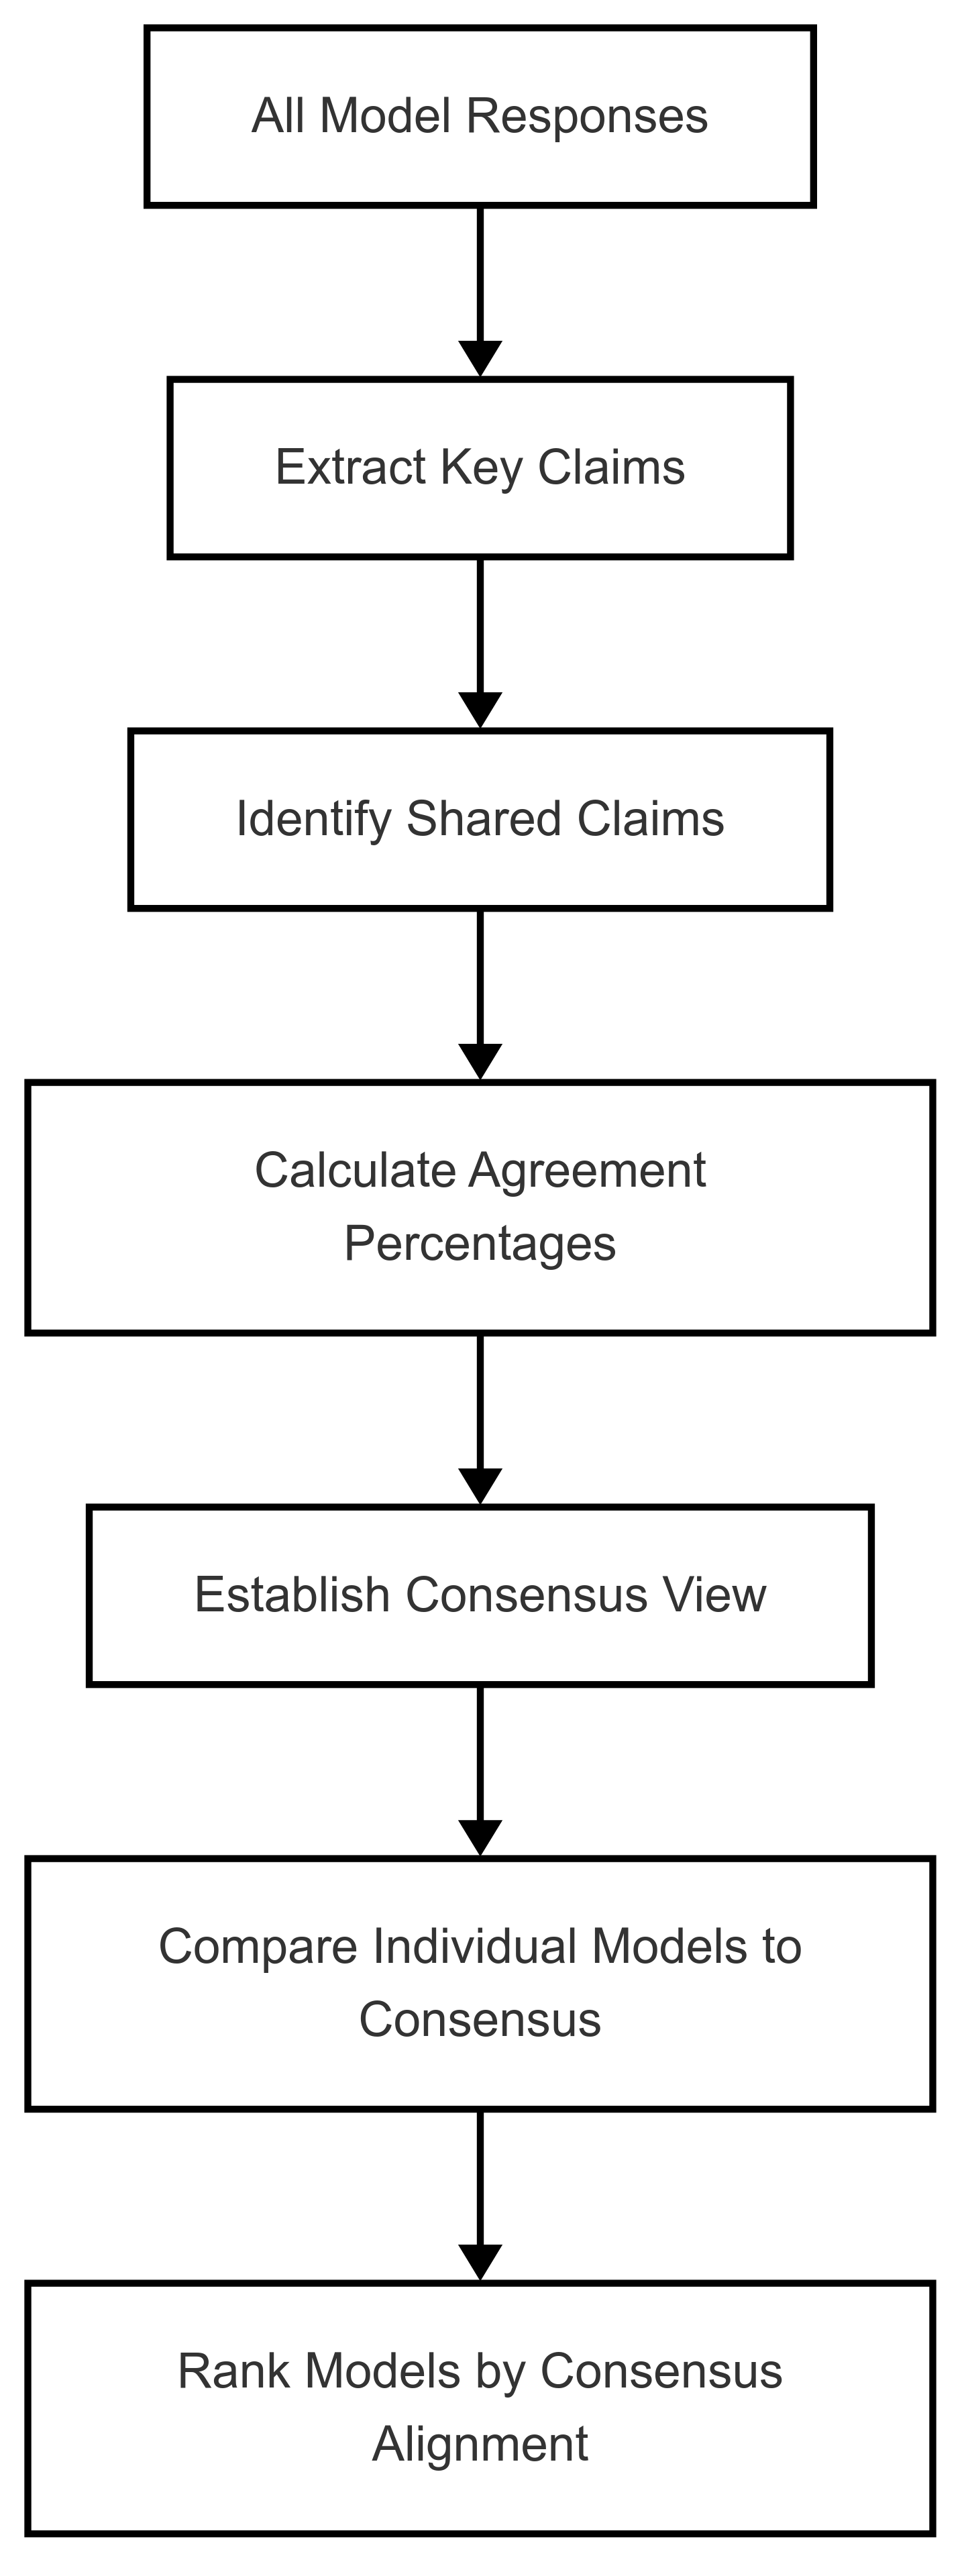 All Model Responses
Extract Key Claims
Identify Shared Claims
Calculate Agreement
Percentages
Establish Consensus View
Compare Individual Models to
Consensus
Rank Models by Consensus
Alignment